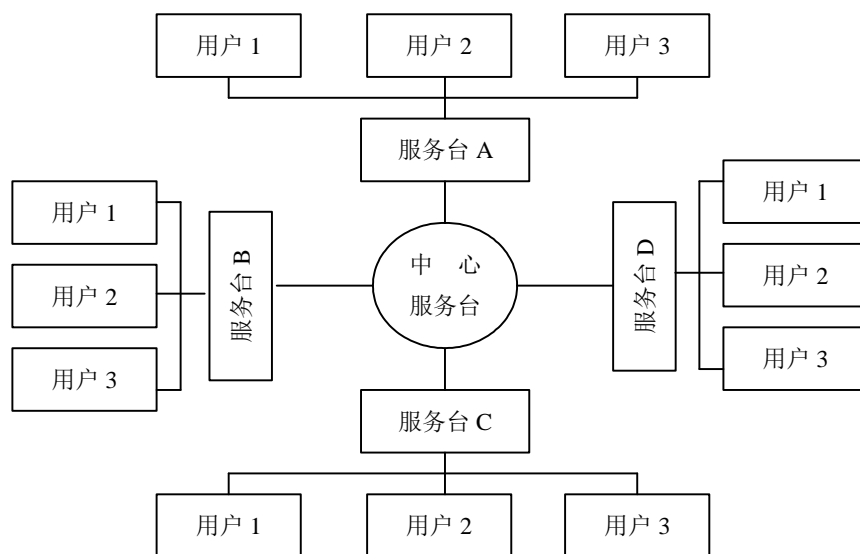 用户 1
用户 2
用户 3
服务台 A
用户 1
用户 2
用户 3
服务台 B
中 心
服务台
服务台 D
用户 1
用户 2
用户 3
服务台 C
用户 1
用户 2
用户 3